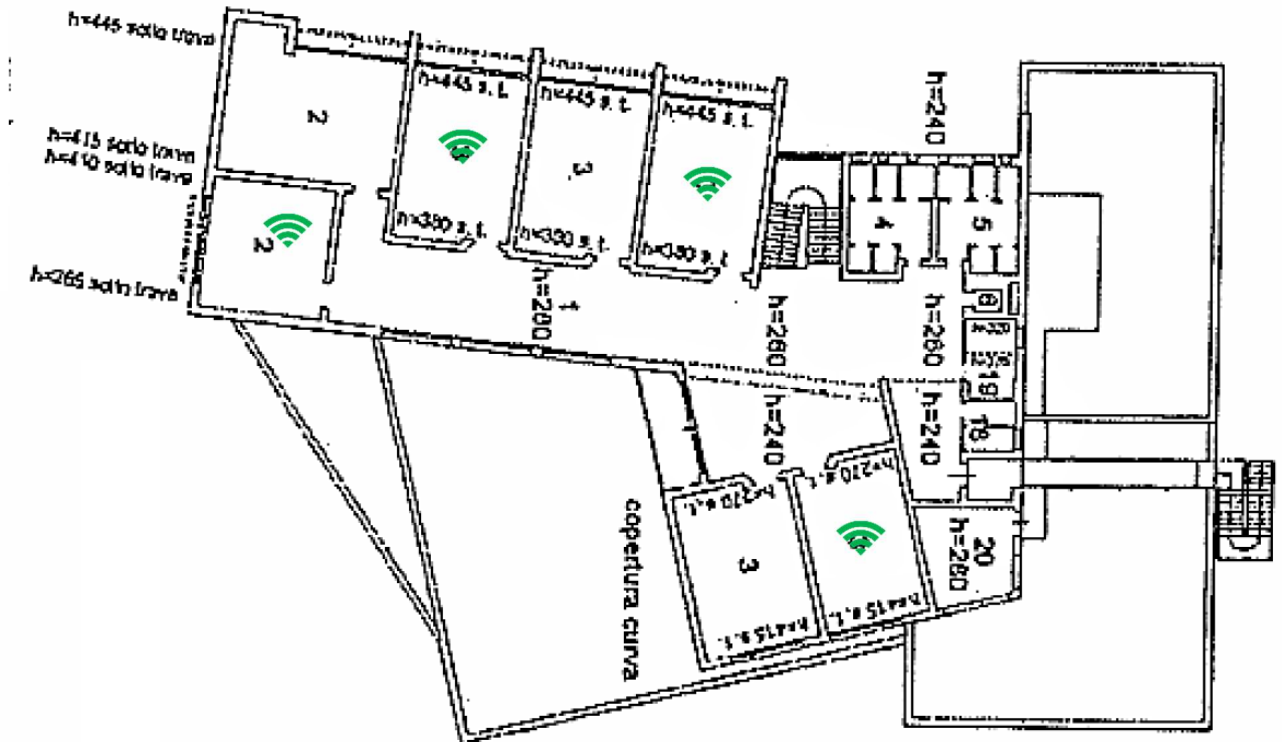 h=445 sotto trave
h=415 sotto trave
h=410 sotto trave
h=265 sotto trave
2
2
h=445 s. t.
h=445 s. t.
h=445 s. t.
3
h=380 s. t.
h=380 s. t.
h=380 s. t.
h=240
4
5
6
h=280
h=280
h=260
19
18
h=240
h=240
h=270 s. t.
h=270 s. t.
3
h=415 s. t.
h=415 s. t.
20
h=260
copertura curva